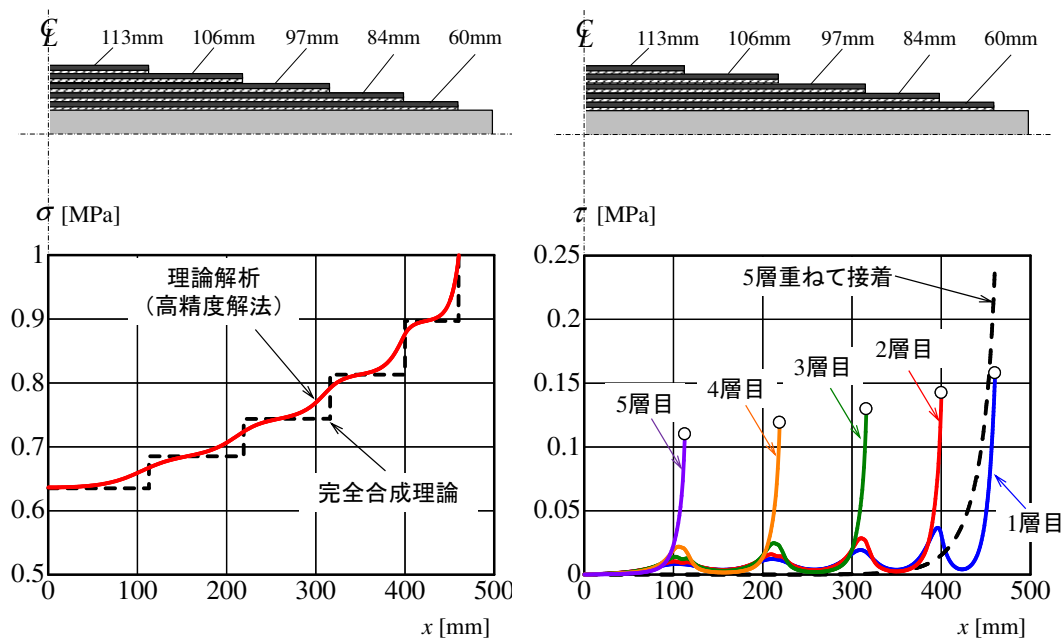 ℄
113mm 106mm 97mm 84mm 60mm
σ [MPa]
1
0.9
0.8
0.7
0.6
0.5
理論解析
（高精度解法）
完全合成理論
0 100 200 300 400 500
x [mm]
℄
113mm 106mm 97mm 84mm 60mm
τ [MPa]
0.25
0.20
0.15
0.1
0.05
0
5層重ねて接着
2層目
3層目
4層目
5層目
1層目
0 100 200 300 400 500
x [mm]